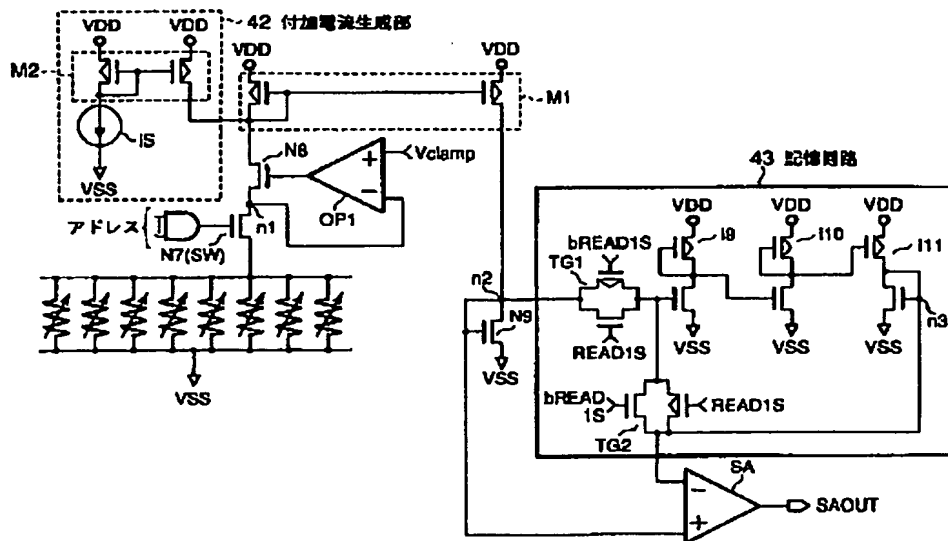 42 付加電流生成部
VDD VDD
VDD
VDD
M2
M1
IS
VSS
N8
Vclamp
+
−
OP1
n1
アドレス
N7(SW)
VSS
43 記憶回路
VDD
VDD
VDD
I9
I10
I11
bREAD1S
TG1
n2
N9
READ1S
VSS
VSS
VSS
VSS
n3
bREAD
1S
READ1S
TG2
SA
−
+
SAOUT